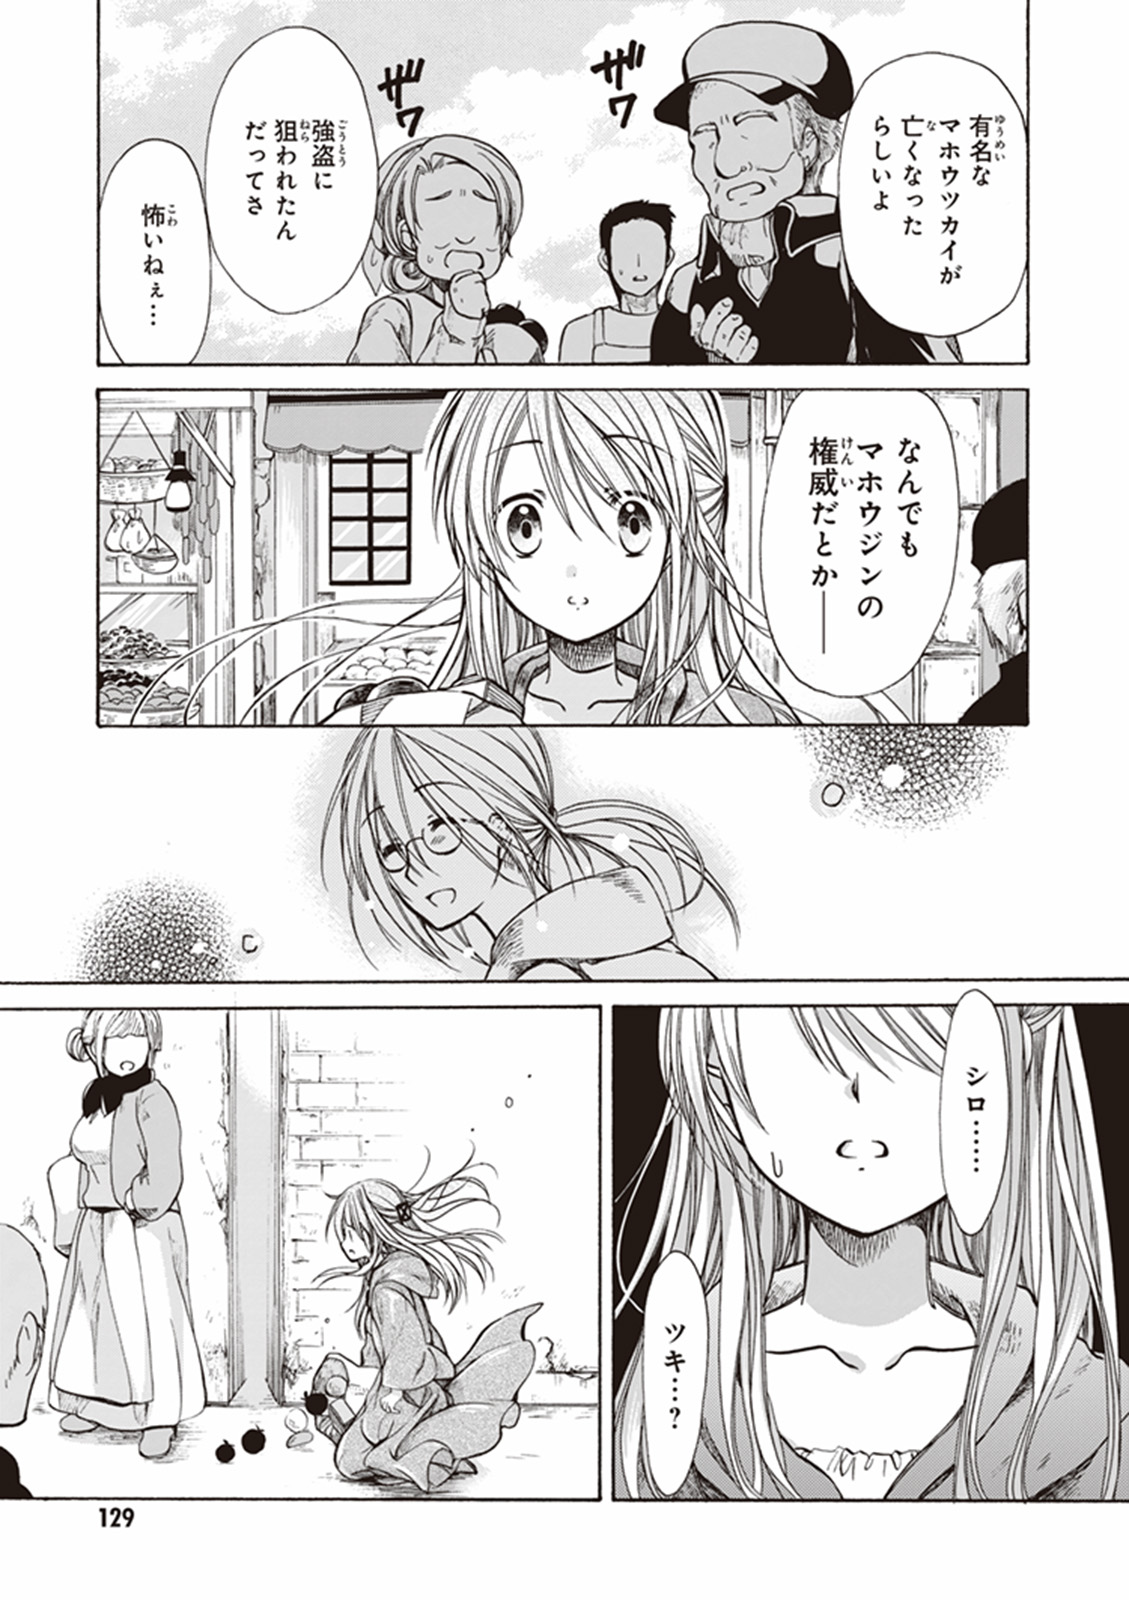 有名な
マホウツカイが
亡くなった
らしいよ
ザワ
ザワ
強盗に
狙われたん
だってさ
怖いねぇ…
なんでも
マホウジンの
権威だとか――
シロ……
ツキ…?
129